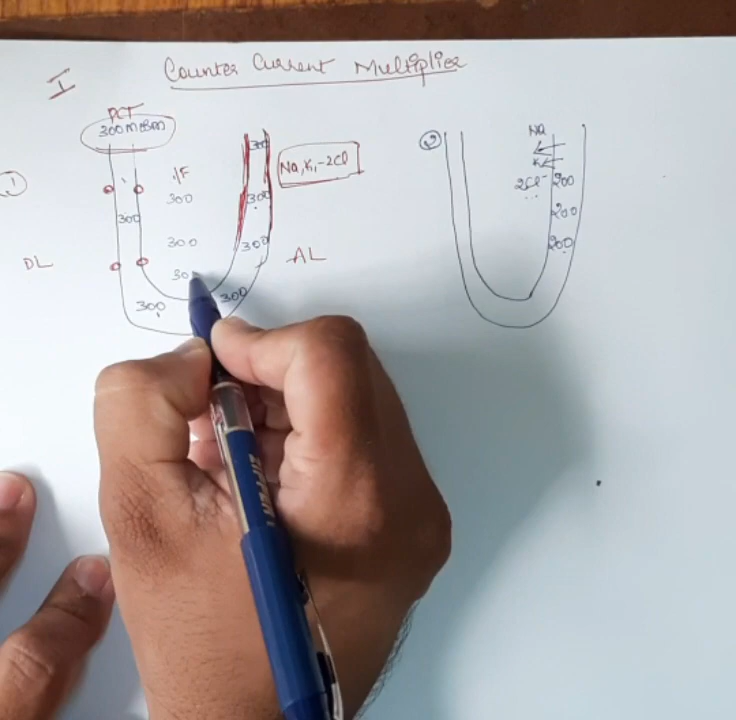 I
Counter Current Multiplier
PCT
300 mosm
1
IF
300
300
300
300
DL
300
300
300
300
300
Na, K, -2Cl
AL
2
Na
K
2Cl-
200
200
200